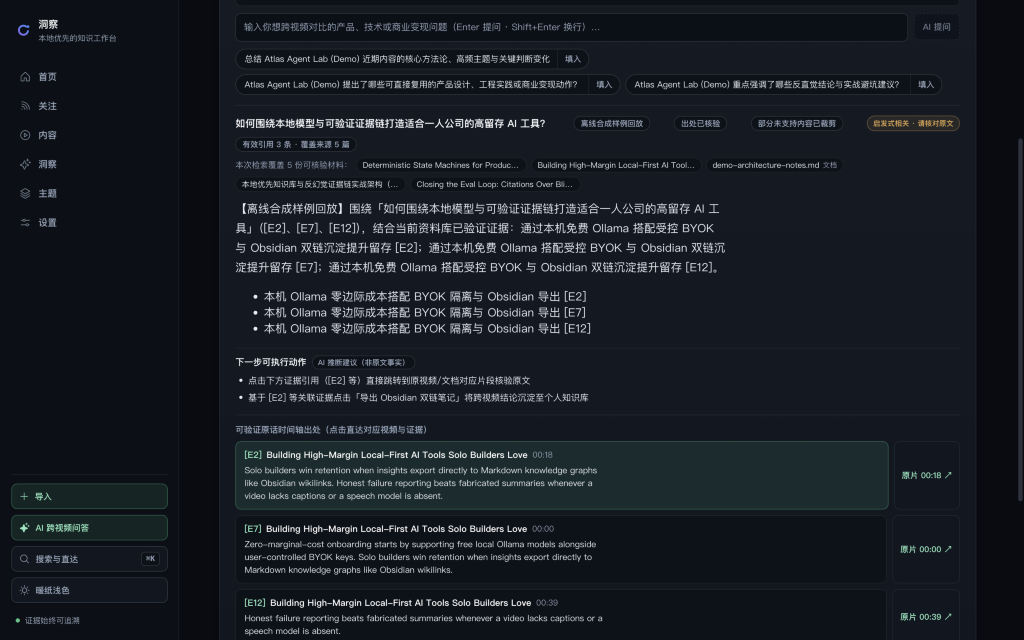 洞察
本地优先的知识工作台
首页
关注
内容
洞察
主题
设置
导入
AI 跨视频问答
搜索与直达 ⌘K
暖纸浅色
证据始终可追溯
输入你想跨视频对比的产品、技术或商业变现问题（Enter 提问 · Shift+Enter 换行）...
AI 提问
总结 Atlas Agent Lab (Demo) 近期内容的核心方法论、高频主题与关键判断变化 填入
Atlas Agent Lab (Demo) 提出了哪些可直接复用的产品设计、工程实践或商业变现动作？ 填入
Atlas Agent Lab (Demo) 重点强调了哪些反直觉结论与实战避坑建议？ 填入
如何围绕本地模型与可验证证据链打造适合一人公司的高留存 AI 工具？
离线合成样例回放
出处已核验
部分未支持内容已裁剪
启发式相关 · 请核对原文
有效引用 3 条 · 覆盖来源 5 篇
本次检索覆盖 5 份可核验材料：
Deterministic State Machines for Produc...
Building High-Margin Local-First AI Tool...
demo-architecture-notes.md 文档
本地优先知识库与反幻觉证据链实战架构（...
Closing the Eval Loop: Citations Over Bli...
【离线合成样例回放】围绕「如何围绕本地模型与可验证证据链打造适合一人公司的高留存 AI 工
具」([E2]、[E7]、[E12])，结合当前资料库已验证证据：通过本机免费 Ollama 搭配受控 BYOK
与 Obsidian 双链沉淀提升留存 [E2]；通过本机免费 Ollama 搭配受控 BYOK 与 Obsidian 双链沉
淀提升留存 [E7]；通过本机免费 Ollama 搭配受控 BYOK 与 Obsidian 双链沉淀提升留存 [E12]。
• 本机 Ollama 零边际成本搭配 BYOK 隔离与 Obsidian 导出 [E2]
• 本机 Ollama 零边际成本搭配 BYOK 隔离与 Obsidian 导出 [E7]
• 本机 Ollama 零边际成本搭配 BYOK 隔离与 Obsidian 导出 [E12]
下一步可执行动作 AI 推断建议（非原文事实）
• 点击下方证据引用（[E2] 等）直接跳转到原视频/文档对应片段核验原文
• 基于 [E2] 等关联证据点击「导出 Obsidian 双链笔记」将跨视频结论沉淀至个人知识库
可验证原话时间轴出处（点击直达对应视频与证据）
[E2] Building High-Margin Local-First AI Tools Solo Builders Love 00:18
Solo builders win retention when insights export directly to Markdown knowledge graphs
like Obsidian wikilinks. Honest failure reporting beats fabricated summaries whenever a
video lacks captions or a speech model is absent.
原片 00:18 ↗
[E7] Building High-Margin Local-First AI Tools Solo Builders Love 00:00
Zero-marginal-cost onboarding starts by supporting free local Ollama models alongside
user-controlled BYOK keys. Solo builders win retention when insights export directly to
Markdown knowledge graphs like Obsidian wikilinks.
原片 00:00 ↗
[E12] Building High-Margin Local-First AI Tools Solo Builders Love 00:39
Honest failure reporting beats fabricated summaries whenever a video lacks captions or a
speech model is absent.
原片 00:39 ↗